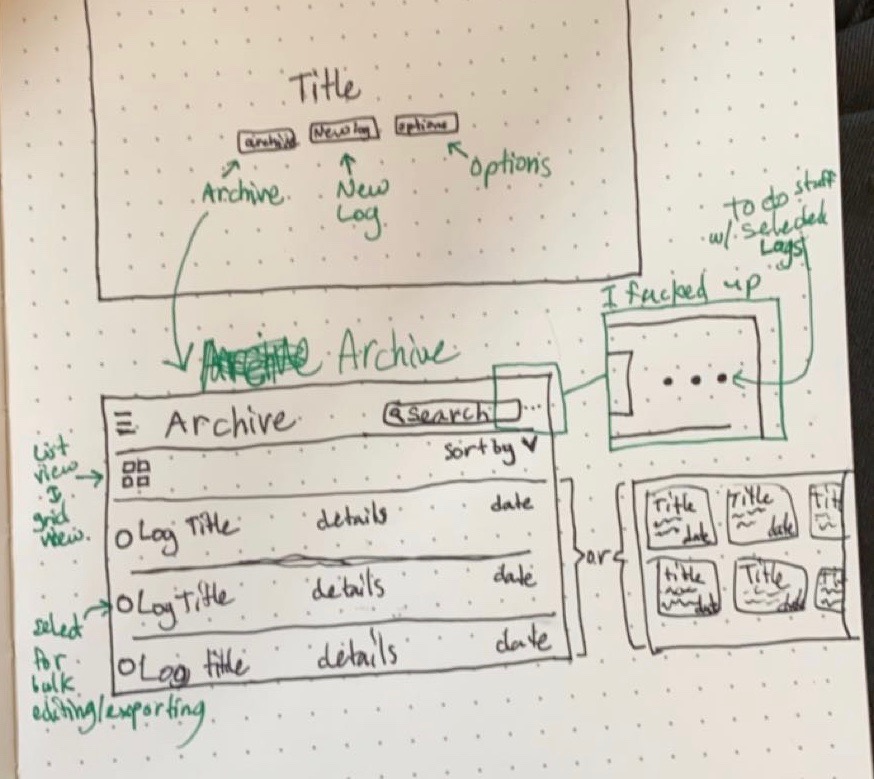 Title
archive New log options
Archive
New
Log
Options
to do stuff
w/ selected
Logs
I fucked up
Archive Archive
Archive search ...
sort by
List
view
&
grid
view.
Log Title details date
Log Title details date
Log title details date
or
Title
date
Title
date
Tit
title
date
Title
date
Ti
select
for
bulk
editing/exporting